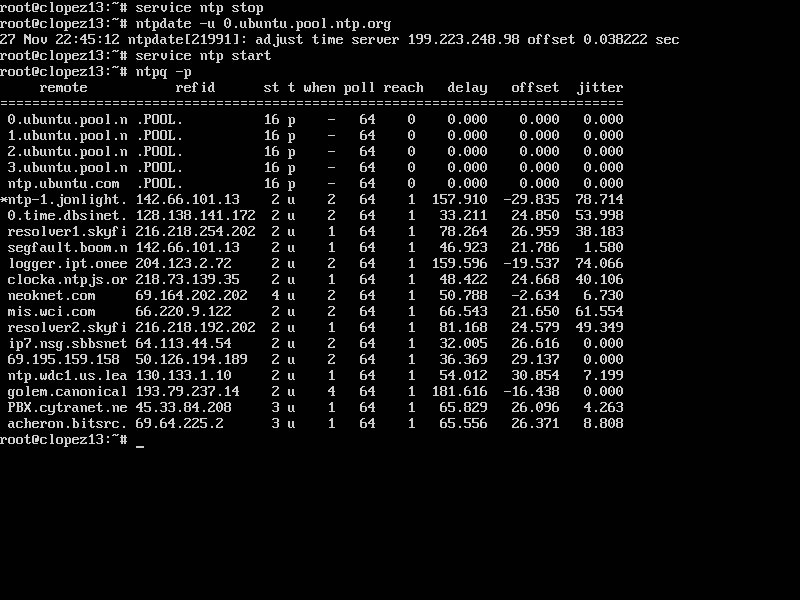 root@clopez13:~# service ntp stop
root@clopez13:~# ntpdate -u 0.ubuntu.pool.ntp.org
27 Nov 22:45:12 ntpdate[21991]: adjust time server 199.223.248.98 offset 0.038222 sec
root@clopez13:~# service ntp start
root@clopez13:~# ntpq -p
     remote           refid      st t when poll reach   delay   offset  jitter
==============================================================================
 0.ubuntu.pool.n .POOL.          16 p    -   64    0    0.000    0.000   0.000
 1.ubuntu.pool.n .POOL.          16 p    -   64    0    0.000    0.000   0.000
 2.ubuntu.pool.n .POOL.          16 p    -   64    0    0.000    0.000   0.000
 3.ubuntu.pool.n .POOL.          16 p    -   64    0    0.000    0.000   0.000
 ntp.ubuntu.com  .POOL.          16 p    -   64    0    0.000    0.000   0.000
*ntp-1.jonlight. 142.66.101.13    2 u    2   64    1  157.910  -29.835  78.714
 0.time.dbsinet. 128.138.141.172  2 u    2   64    1   33.211   24.850  53.998
 resolver1.skyfi 216.218.254.202  2 u    1   64    1   78.264   26.959  38.183
 segfault.boom.n 142.66.101.13    2 u    2   64    1   46.923   21.786   1.580
 logger.ipt.onee 204.123.2.72     2 u    2   64    1  159.596  -19.537  74.066
 clocka.ntpjs.or 218.73.139.35    2 u    1   64    1   48.422   24.668  40.106
 neoknet.com     69.164.202.202   4 u    2   64    1   50.788   -2.634   6.730
 mis.wci.com     66.220.9.122     2 u    2   64    1   66.543   21.650  61.554
 resolver2.skyfi 216.218.192.202  2 u    1   64    1   81.168   24.579  49.349
 ip7.nsg.sbbsnet 64.113.44.54     2 u    2   64    1   32.005   26.616   0.000
 69.195.159.158  50.126.194.189   2 u    2   64    1   36.369   29.137   0.000
 ntp.wdc1.us.lea 130.133.1.10     2 u    1   64    1   54.012   30.854   7.199
 golem.canonical 193.79.237.14    2 u    4   64    1  181.616  -16.438   0.000
 PBX.cytranet.ne 45.33.84.208     3 u    1   64    1   65.829   26.096   4.263
 acheron.bitsrc. 69.64.225.2      3 u    1   64    1   65.556   26.371   8.808
root@clopez13:~# _